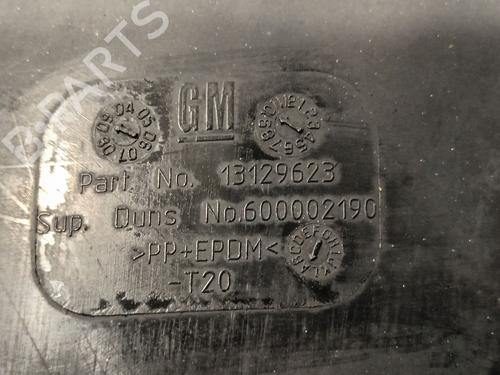 B-PARTS
GM
Part No. 13129623
Sup. Duns No.600002190
>PP+EPDM<
-T20